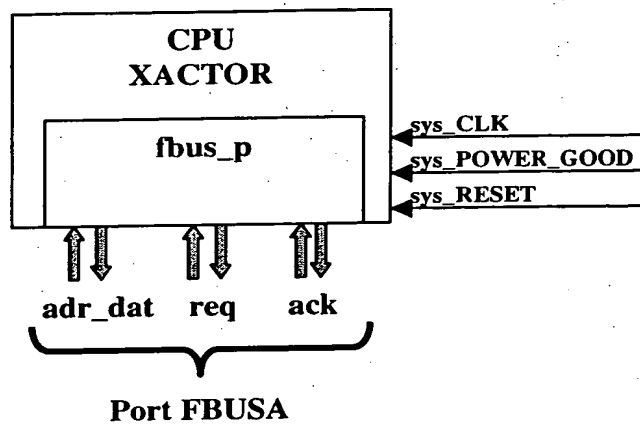 CPU
XACTOR
fbus_p
sys_CLK
sys_POWER_GOOD
sys_RESET
adr_dat req ack
Port FBUSA